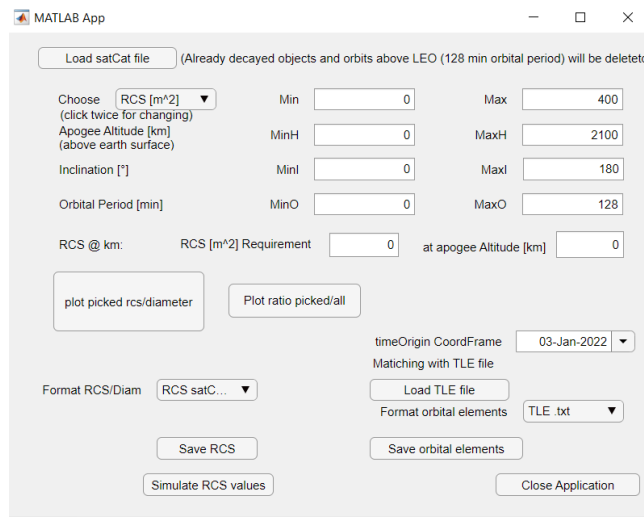 MATLAB App
Load satCat file (Already decayed objects and orbits above LEO (128 min orbital period) will be deletetd
Choose RCS [m^2] Min 0 Max 400
(click twice for changing)
Apogee Altitude [km] MinH 0 MaxH 2100
(above earth surface)
Inclination [°] MinI 0 MaxI 180
Orbital Period [min] MinO 0 MaxO 128
RCS @ km: RCS [m^2] Requirement 0 at apogee Altitude [km] 0
plot picked rcs/diameter Plot ratio picked/all
timeOrigin CoordFrame 03-Jan-2022
Matiching with TLE file
Format RCS/Diam RCS satC... Load TLE file
Format orbital elements TLE .txt
Save RCS Save orbital elements
Simulate RCS values Close Application